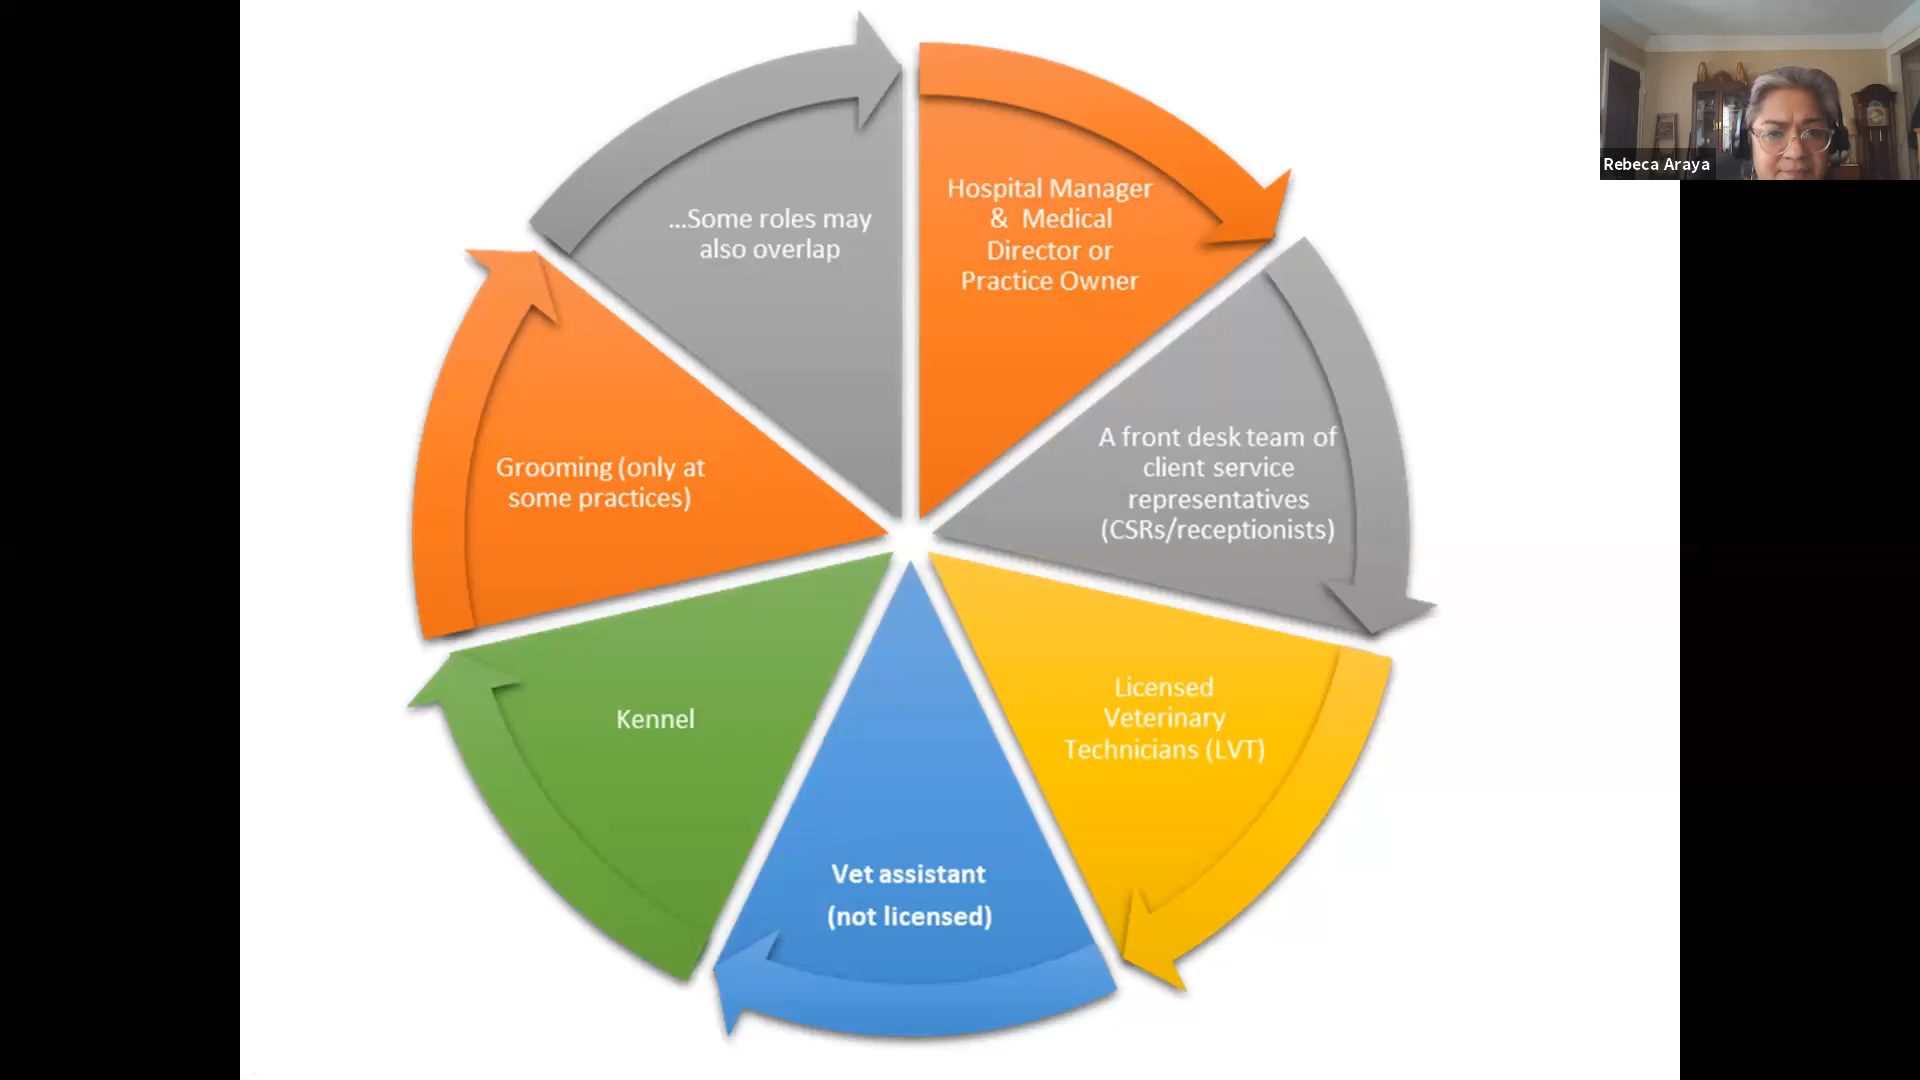 ...Some roles may
also overlap
Hospital Manager
& Medical
Director or
Practice Owner
A front desk team of
client service
representatives
(CSRs/receptionists)
Licensed
Veterinary
Technicians (LVT)
Vet assistant
(not licensed)
Kennel
Grooming (only at
some practices)
Rebeca Araya